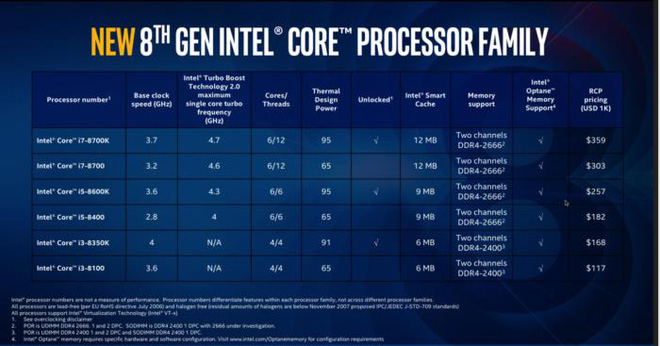 NEW 8TH GEN INTEL® CORE™ PROCESSOR FAMILY
Processor number¹ Base clock speed (GHz) Intel® Turbo Boost Technology 2.0 maximum single core turbo frequency (GHz) Cores/Threads Thermal Design Power Unlocked¹ Intel® Smart Cache Memory support Intel® Optane™ Memory Support⁴ RCP pricing (USD 1K)
Intel® Core™ i7-8700K 3.7 4.7 6/12 95 √ 12 MB Two channels DDR4-2666² √ $359
Intel® Core™ i7-8700 3.2 4.6 6/12 65 12 MB Two channels DDR4-2666² √ $303
Intel® Core™ i5-8600K 3.6 4.3 6/6 95 √ 9 MB Two channels DDR4-2666² √ $257
Intel® Core™ i5-8400 2.8 4 6/6 65 9 MB Two channels DDR4-2666² √ $182
Intel® Core™ i3-8350K 4 N/A 4/4 91 √ 6 MB Two channels DDR4-2400³ √ $168
Intel® Core™ i3-8100 3.6 N/A 4/4 65 6 MB Two channels DDR4-2400³ √ $117
Intel® processor numbers are not a measure of performance. Processor numbers differentiate features within each processor family, not across different processor families.
All processors are lead-free (per EU RoHS directive July 2006) and halogen free (residual amounts of halogens are below November 2007 proposed IPC/JEDEC J-STD-709 standards)
All processors support Intel® Virtualization Technology (Intel® VT-x)
1. See overclocking disclaimer
2. POR is UDIMM DDR4 2666, 1 and 2 DPC. SODIMM is DDR4 2400 1 DPC with 2666 under investigation.
3. POR is UDIMM DDR4 2400 1 and 2 DPC and SODIMM DDR4 2400 1 DPC.
4. Intel® Optane™ memory requires specific hardware and software configuration. Visit www.intel.com/Optanememory for configuration requirements